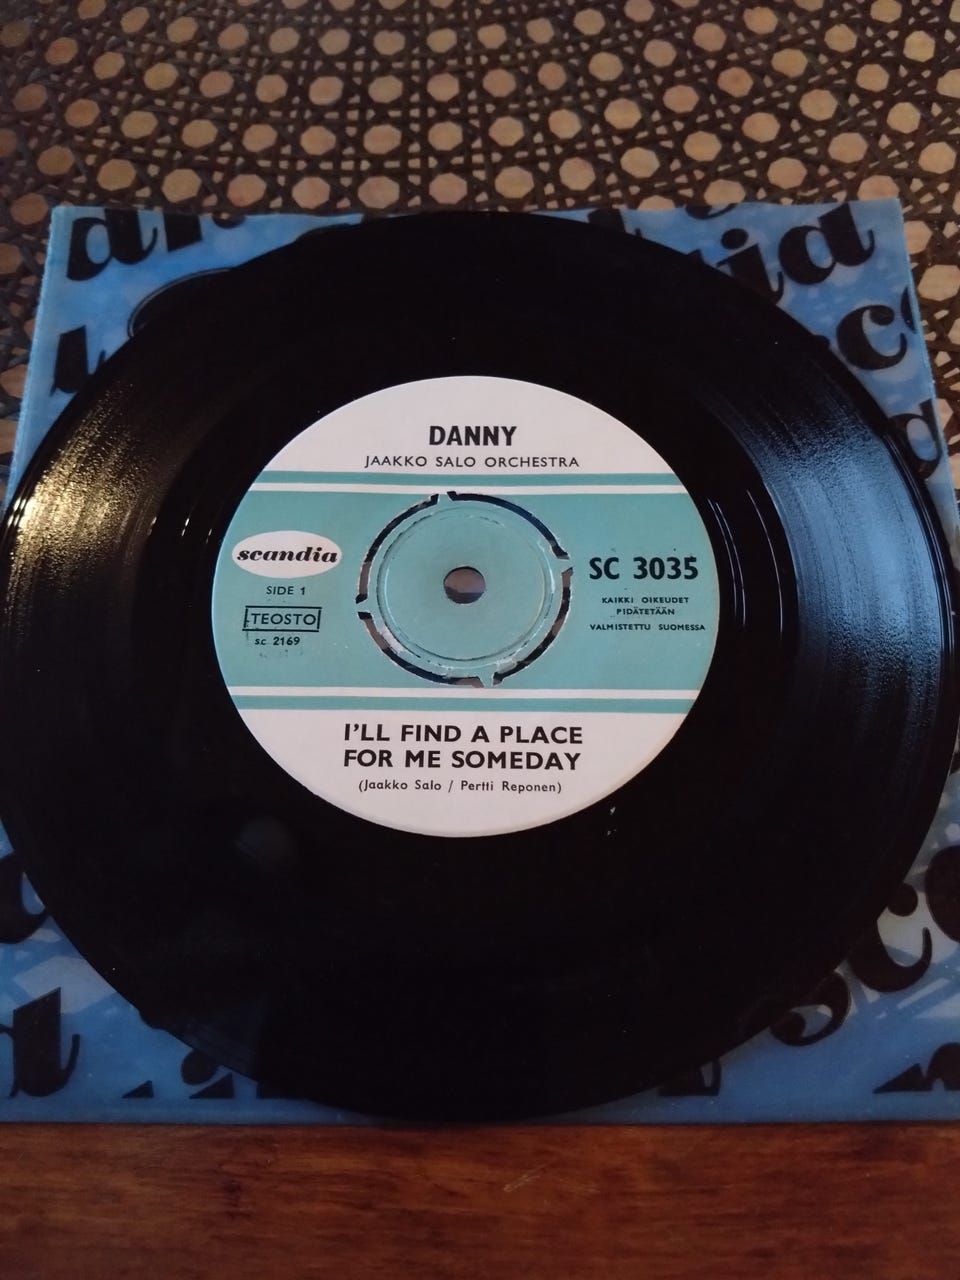 DANNY
JAAKKO SALO ORCHESTRA
scandia
SIDE 1
TEOSTO
sc 2169
SC 3035
KAIKKI OIKEUDET
PIDÄTETÄÄN
VALMISTETTU SUOMESSA
I'LL FIND A PLACE
FOR ME SOMEDAY
(Jaakko Salo / Pertti Reponen)